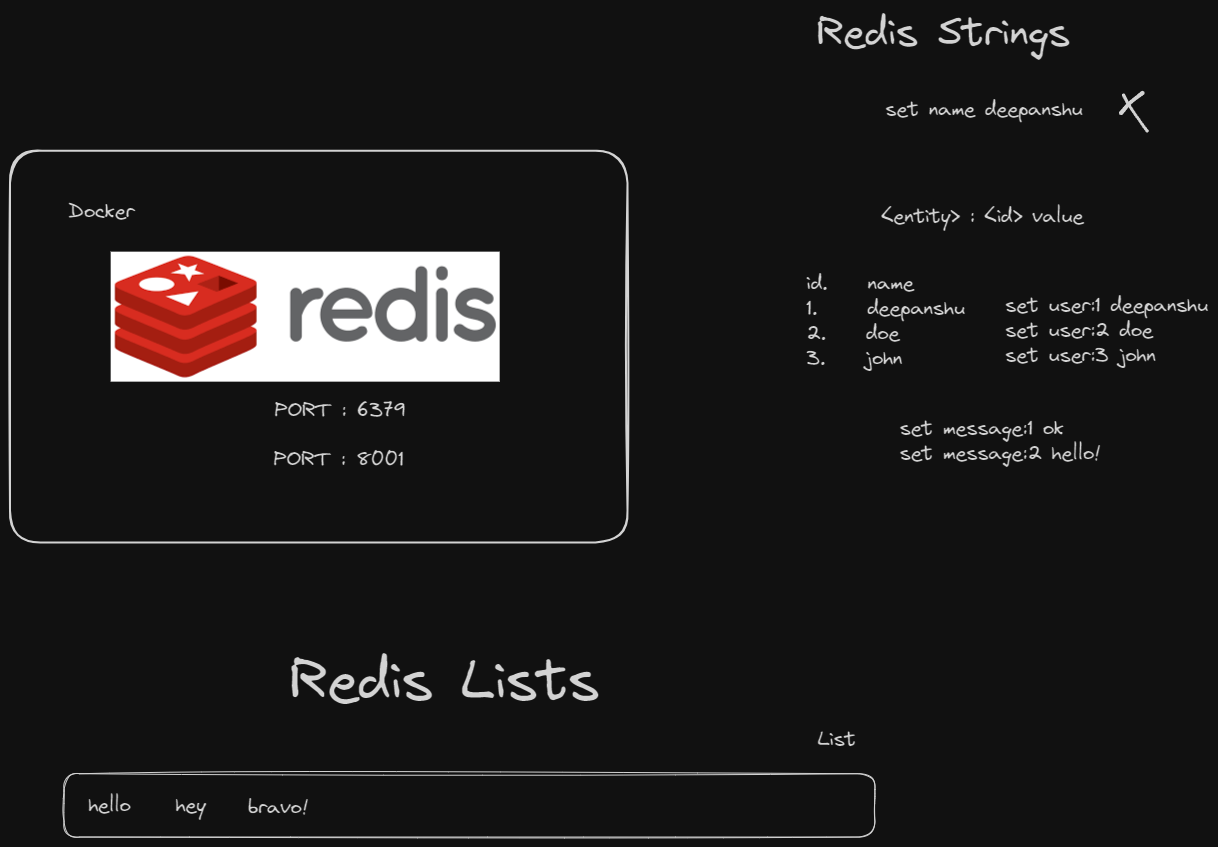 Redis Strings
set name deepanshu X
<entity> : <id> value
id. name
1. deepanshu set user:1 deepanshu
2. doe set user:2 doe
3. john set user:3 john
set message:1 ok
set message:2 hello!
Docker
redis
PORT : 6379
PORT : 8001
Redis Lists
List
hello hey bravo!